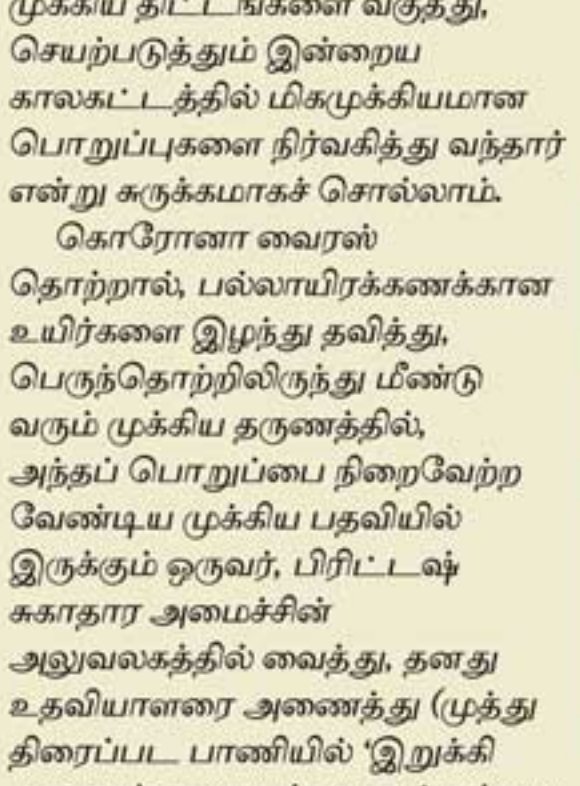 முக்கிய திட்டங்களை வகுத்து,
செயற்படுத்தும் இன்றைய
காலகட்டத்தில் மிகமுக்கியமான
பொறுப்புகளை நிர்வகித்து வந்தார்
என்று சுருக்கமாகச் சொல்லாம்.
கொரோனா வைரஸ்
தொற்றால், பல்லாயிரக்கணக்கான
உயிர்களை இழந்து தவித்து,
பெருந்தொற்றிலிருந்து மீண்டு
வரும் முக்கிய தருணத்தில்,
அந்தப் பொறுப்பை நிறைவேற்ற
வேண்டிய முக்கிய பதவியில்
இருக்கும் ஒருவர், பிரிட்டஷ்
சுகாதார அமைச்சின்
அலுவலகத்தில் வைத்து, தனது
உதவியாளரை அணைத்து (முத்து
திரைப்பட பாணியில் ‘இறுக்கி